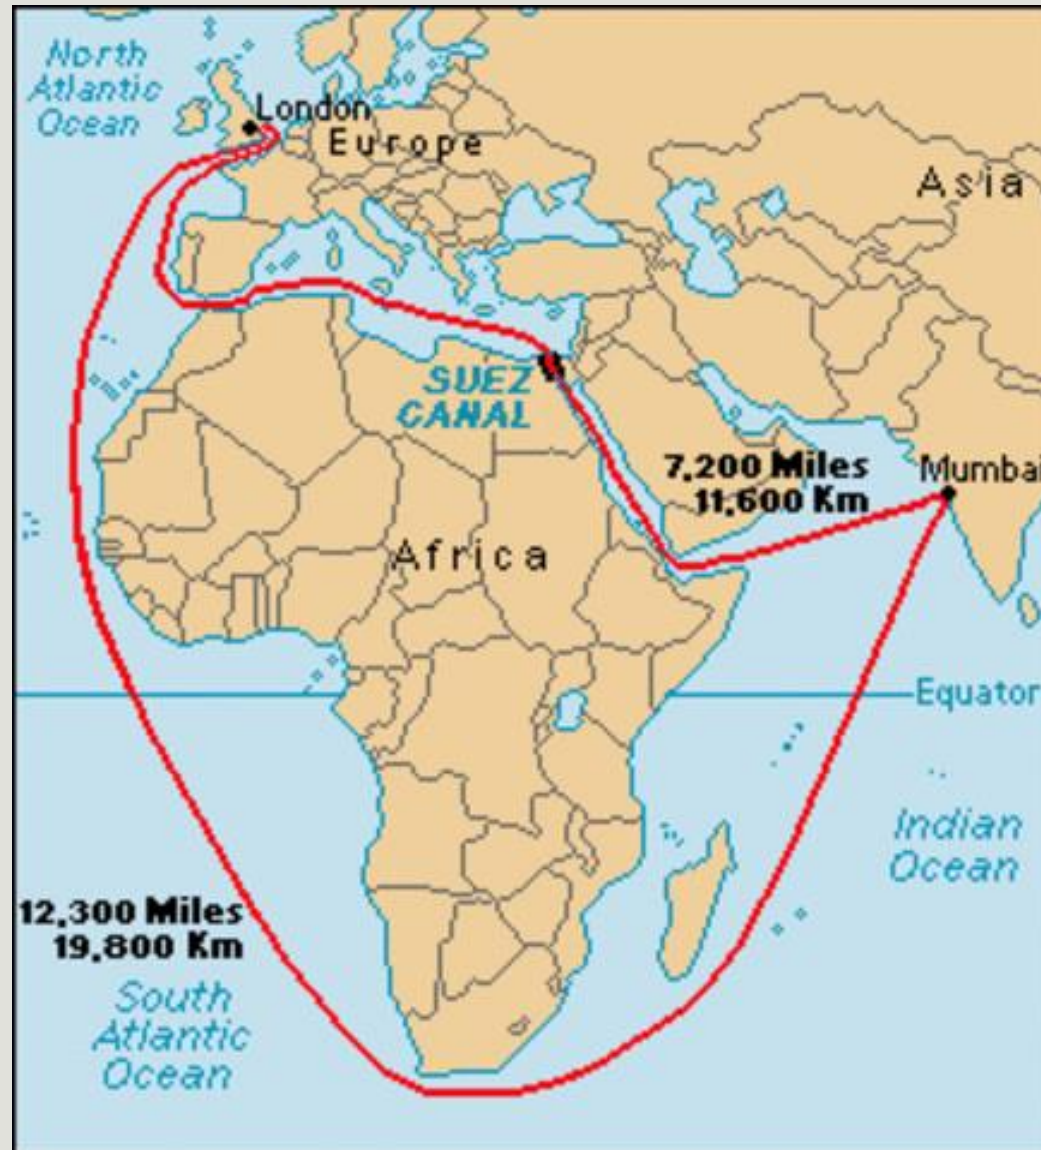 North
Atlantic
Ocean
London
Europe
Asia
SUEZ
CANAL
7,200 Miles
11,600 Km
Mumbai
Africa
Equator
Indian
Ocean
12,300 Miles
19,800 Km
South
Atlantic
Ocean